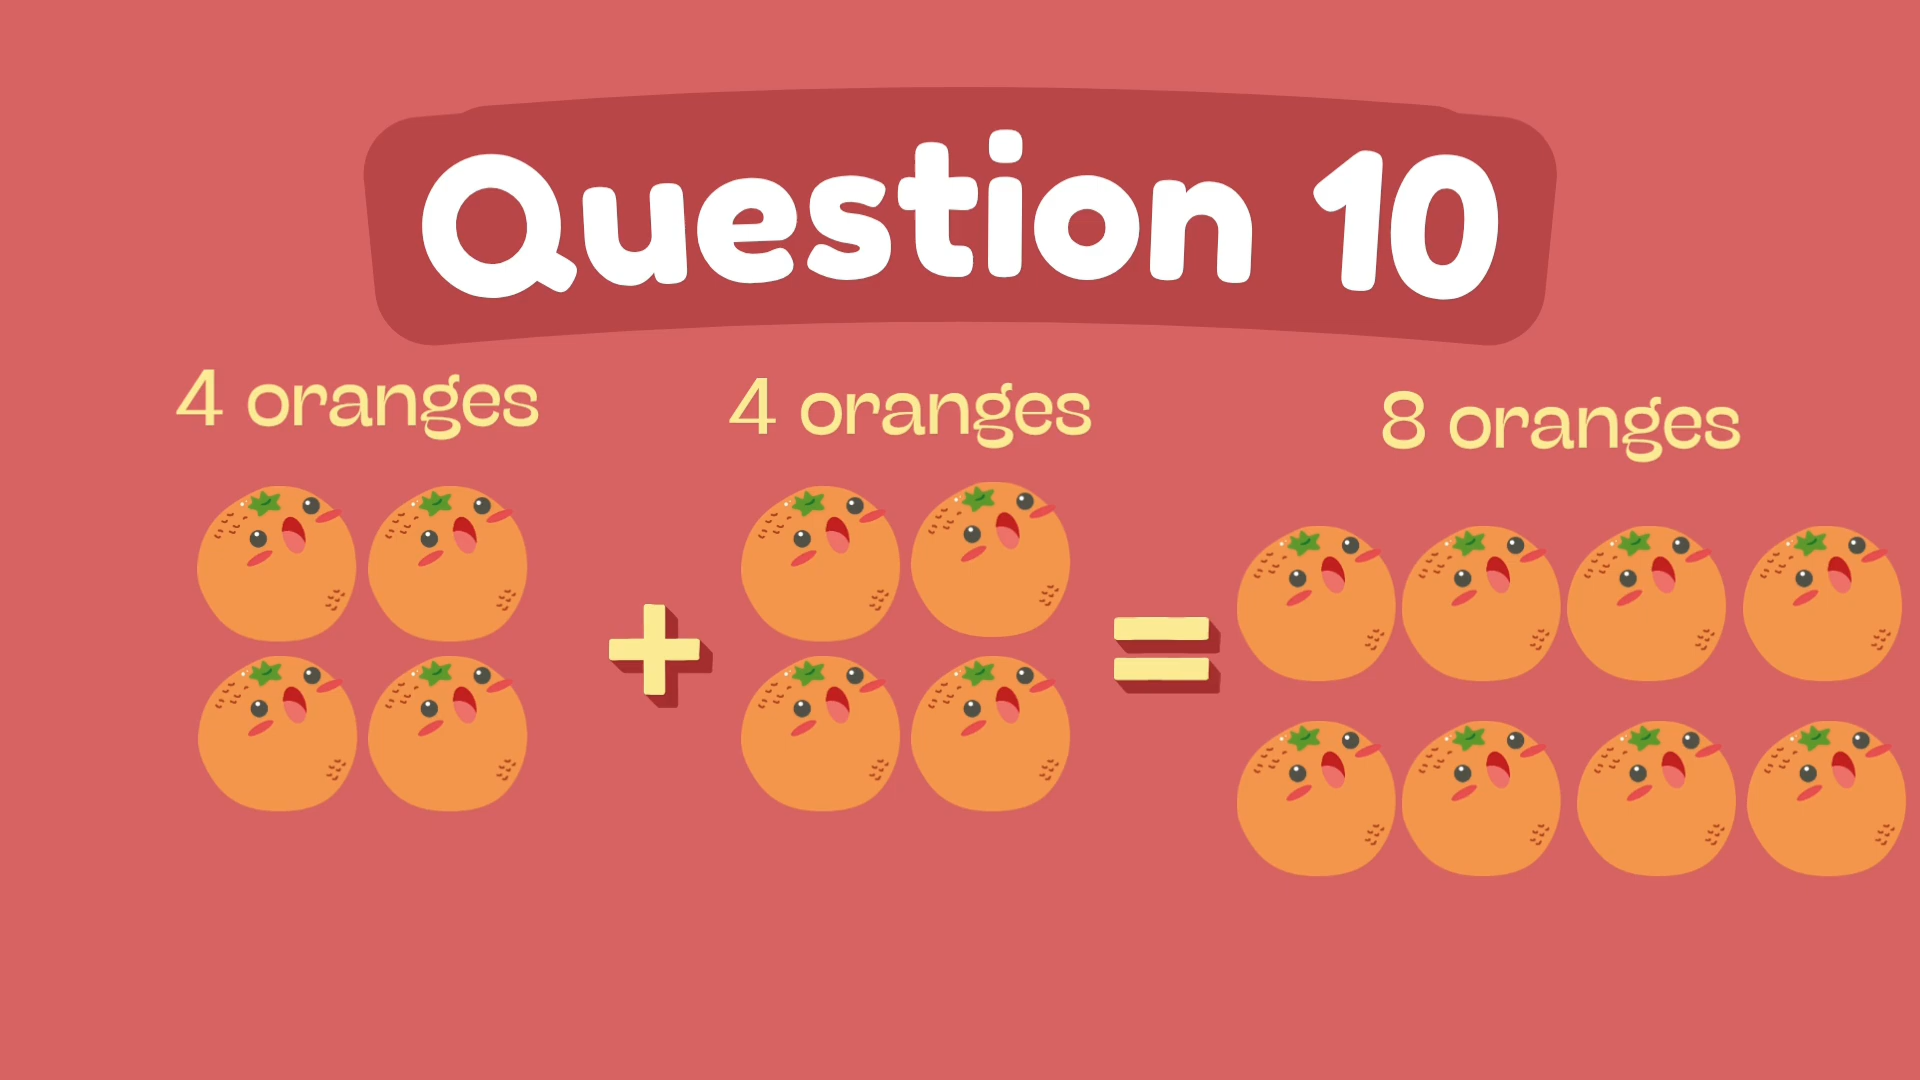 Question 10
4 oranges
4 oranges
8 oranges
+
=